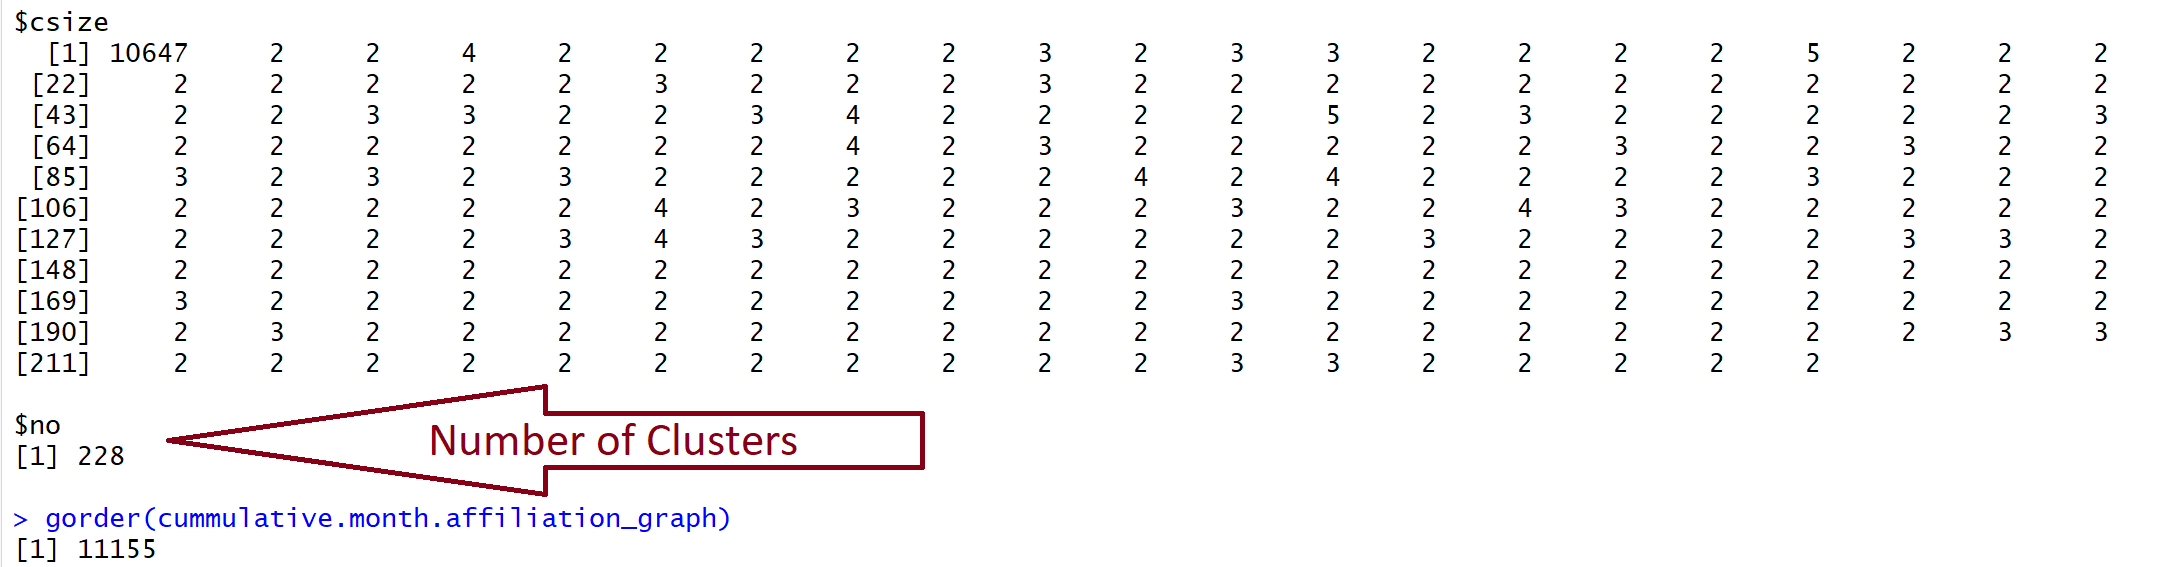 $csize
[1] 10647 2 2 4 2 2 2 2 2 3 2 3 3 2 2 2 2 5 2 2 2
[22] 2 2 2 2 2 3 2 2 2 3 2 2 2 2 2 2 2 2 2 2 2
[43] 2 2 3 3 2 2 3 4 2 2 2 2 5 2 3 2 2 2 2 2 3
[64] 2 2 2 2 2 2 2 4 2 3 2 2 2 2 2 3 2 2 3 2 2
[85] 3 2 3 2 3 2 2 2 2 2 4 2 4 2 2 2 2 3 2 2 2
[106] 2 2 2 2 2 4 2 3 2 2 2 3 2 2 4 3 2 2 2 2 2
[127] 2 2 2 2 3 4 3 2 2 2 2 2 2 3 2 2 2 2 3 3 2
[148] 2 2 2 2 2 2 2 2 2 2 2 2 2 2 2 2 2 2 2 2 2
[169] 3 2 2 2 2 2 2 2 2 2 2 3 2 2 2 2 2 2 2 2 2
[190] 2 3 2 2 2 2 2 2 2 2 2 2 2 2 2 2 2 2 2 3 3
[211] 2 2 2 2 2 2 2 2 2 2 2 3 3 2 2 2 2 2
$no
Number of Clusters
[1] 228
> gorder(cummulative.month.affiliation_graph)
[1] 11155